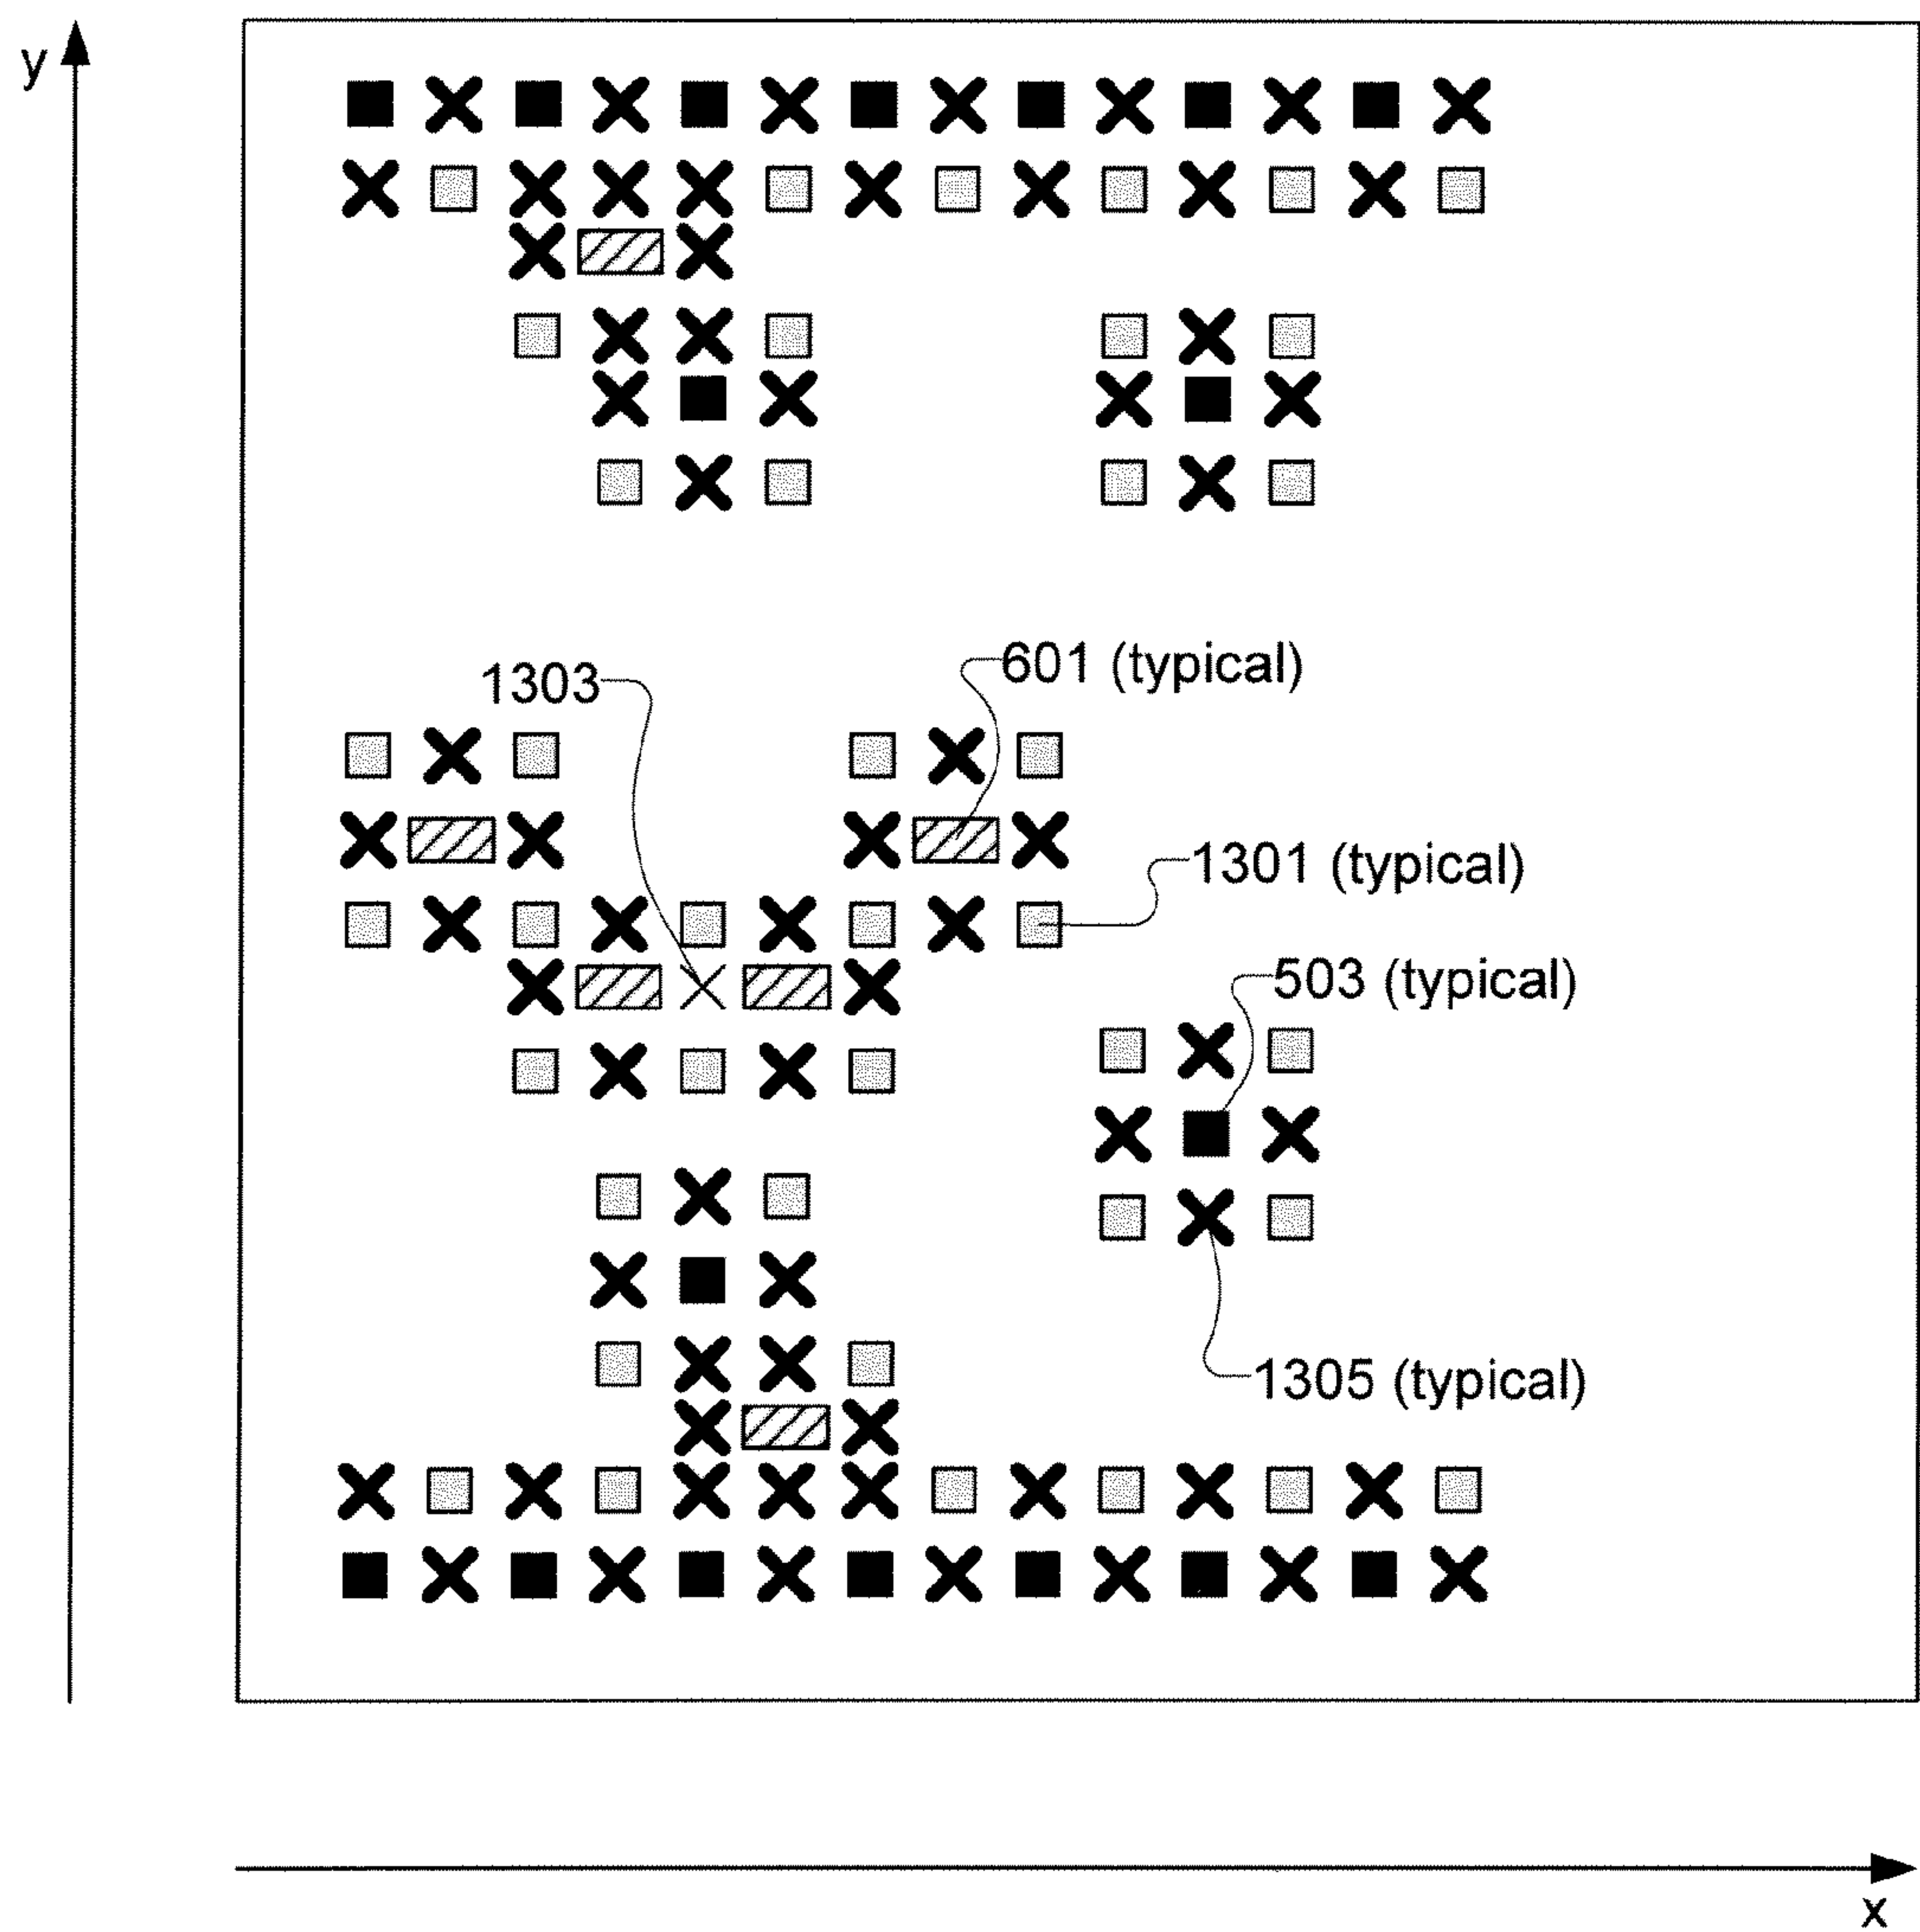 y
601 (typical)
1303
1301 (typical)
503 (typical)
1305 (typical)
x